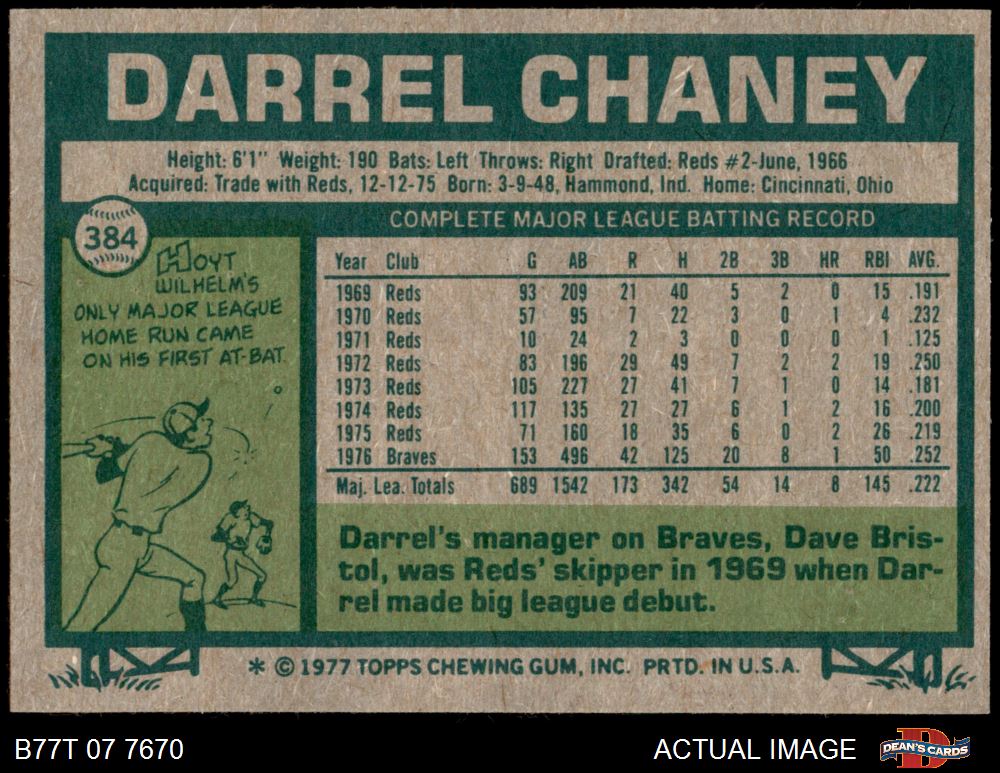 DARREL CHANEY
Height: 6'1" Weight: 190 Bats: Left Throws: Right Drafted: Reds #2-June, 1966
Acquired: Trade with Reds, 12-12-75 Born: 3-9-48, Hammond, Ind. Home: Cincinnati, Ohio
384
HOYT
WILHELM'S
ONLY MAJOR LEAGUE
HOME RUN CAME
ON HIS FIRST AT-BAT
COMPLETE MAJOR LEAGUE BATTING RECORD
Year Club G AB R H 2B 3B HR RBI AVG.
1969 Reds 93 209 21 40 5 2 0 15 .191
1970 Reds 57 95 7 22 3 0 1 4 .232
1971 Reds 10 24 2 3 0 0 0 1 .125
1972 Reds 83 196 29 49 7 2 2 19 .250
1973 Reds 105 227 27 41 7 1 0 14 .181
1974 Reds 117 135 27 27 6 1 2 16 .200
1975 Reds 71 160 18 35 6 0 2 26 .219
1976 Braves 153 496 42 125 20 8 1 50 .252
Maj. Lea. Totals 689 1542 173 342 54 14 8 145 .222
Darrel's manager on Braves, Dave Bris-
tol, was Reds' skipper in 1969 when Dar-
rel made big league debut.
* © 1977 TOPPS CHEWING GUM, INC. PRTD. IN U.S.A.
B77T 07 7670
ACTUAL IMAGE
DEAN'S CARDS